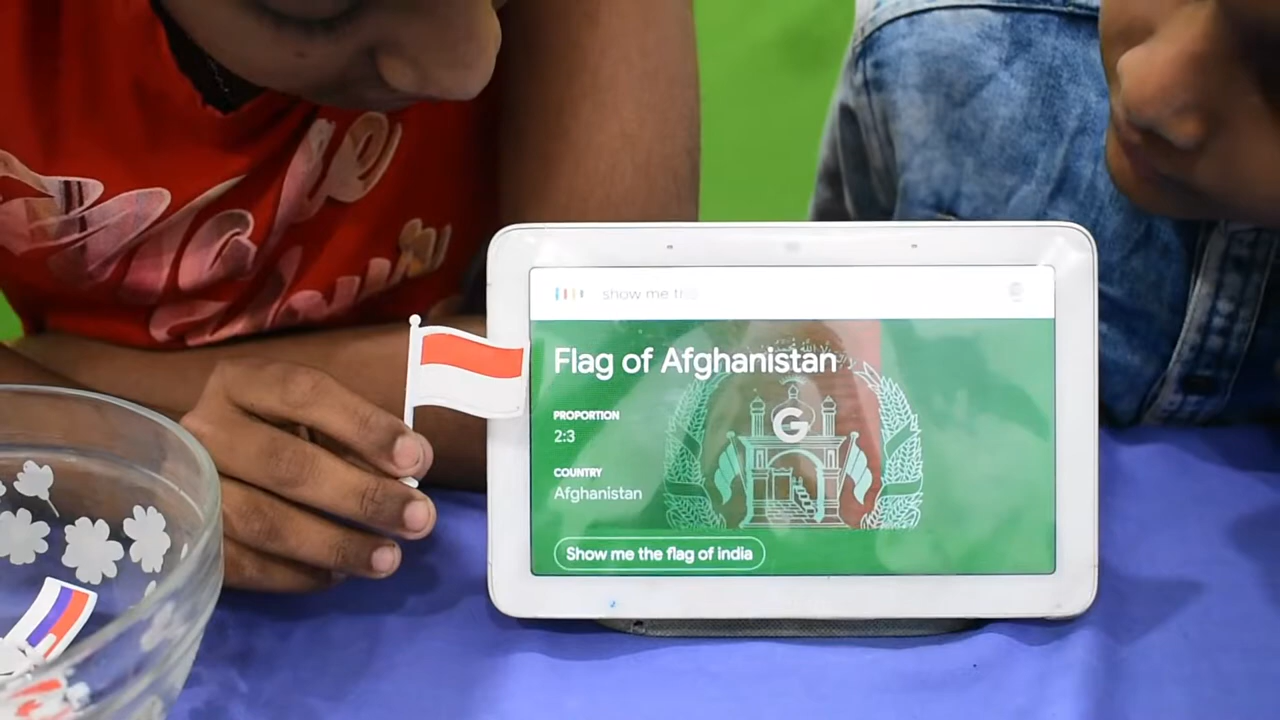 show me th
Flag of Afghanistan
PROPORTION
2:3
COUNTRY
Afghanistan
G
Show me the flag of india